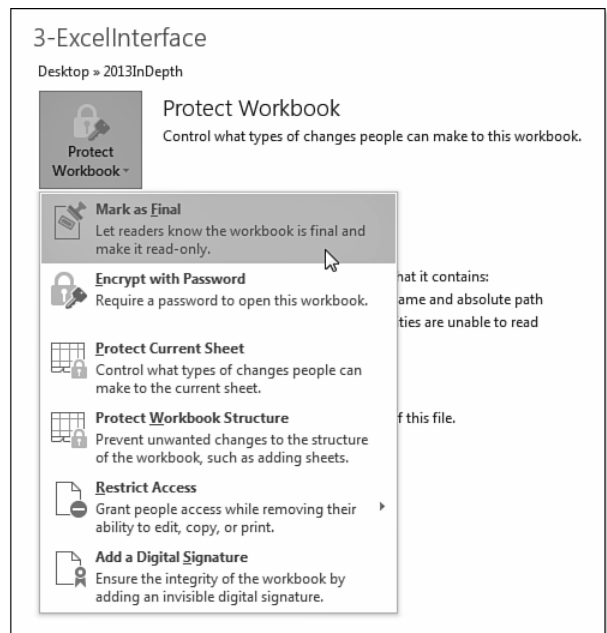 3-ExcelInterface
Desktop » 2013InDepth
Protect
Workbook
Protect Workbook
Control what types of changes people can make to this workbook.
Mark as Final
Let readers know the workbook is final and
make it read-only.
Encrypt with Password
Require a password to open this workbook.
hat it contains:
ame and absolute path
ties are unable to read
Protect Current Sheet
Control what types of changes people can
make to the current sheet.
Protect Workbook Structure
Prevent unwanted changes to the structure
of the workbook, such as adding sheets.
f this file.
Restrict Access
Grant people access while removing their
ability to edit, copy, or print.
Add a Digital Signature
Ensure the integrity of the workbook by
adding an invisible digital signature.